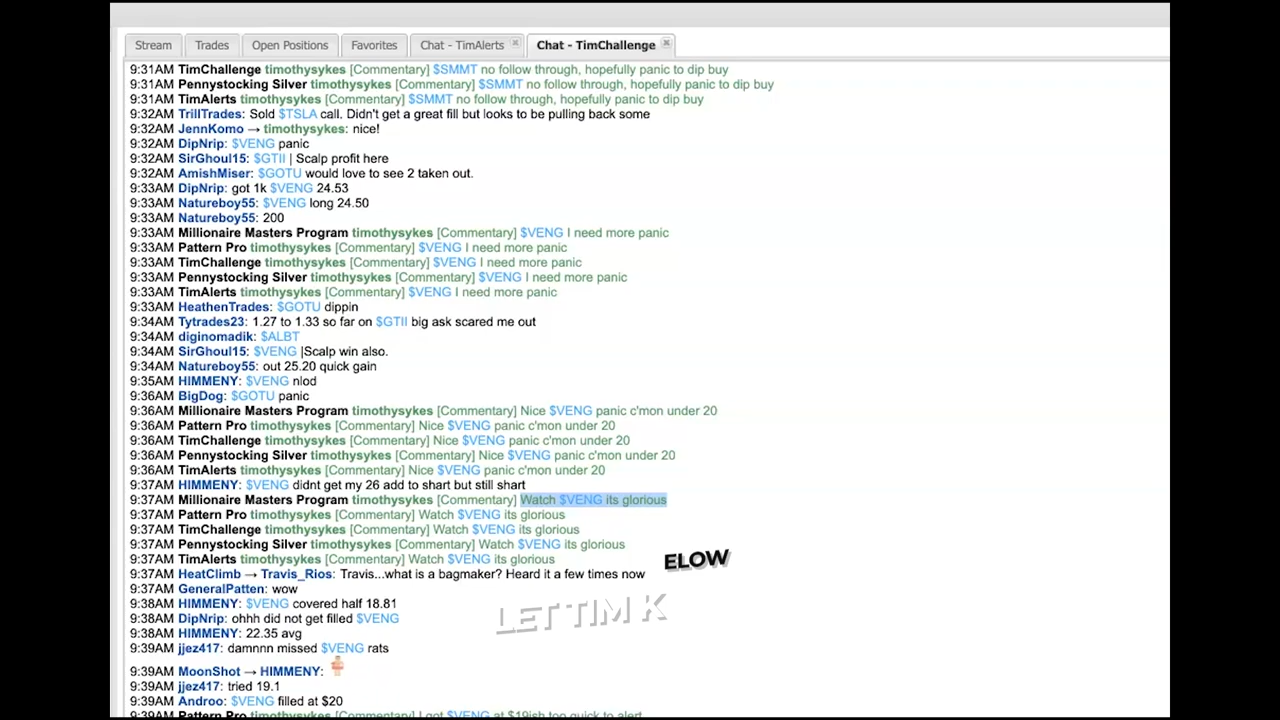 Stream Trades Open Positions Favorites Chat - TimAlerts Chat - TimChallenge
9:31AM TimChallenge timothysykes [Commentary] $SMMT no follow through, hopefully panic to dip buy
9:31AM Pennystocking Silver timothysykes [Commentary] $SMMT no follow through, hopefully panic to dip buy
9:31AM TimAlerts timothysykes [Commentary] $SMMT no follow through, hopefully panic to dip buy
9:32AM TrillTrades: Sold $TSLA call. Didn't get a great fill but looks to be pulling back some
9:32AM JennKomo → timothysykes: nice!
9:32AM DipNrip: $VENG panic
9:32AM SirGhoul15: $GTII | Scalp profit here
9:32AM AmishMiser: $GOTU would love to see 2 taken out.
9:33AM DipNrip: got 1k $VENG 24.53
9:33AM Natureboy55: $VENG long 24.50
9:33AM Natureboy55: 200
9:33AM Millionaire Masters Program timothysykes [Commentary] $VENG I need more panic
9:33AM Pattern Pro timothysykes [Commentary] $VENG I need more panic
9:33AM TimChallenge timothysykes [Commentary] $VENG I need more panic
9:33AM Pennystocking Silver timothysykes [Commentary] $VENG I need more panic
9:33AM TimAlerts timothysykes [Commentary] $VENG I need more panic
9:33AM HeathenTrades: $GOTU dippin
9:34AM Tytrades23: 1.27 to 1.33 so far on $GTII big ask scared me out
9:34AM diginomadik: $ALBT
9:34AM SirGhoul15: $VENG |Scalp win also.
9:34AM Natureboy55: out 25.20 quick gain
9:35AM HIMMENY: $VENG nlod
9:36AM BigDog: $GOTU panic
9:36AM Millionaire Masters Program timothysykes [Commentary] Nice $VENG panic c'mon under 20
9:36AM Pattern Pro timothysykes [Commentary] Nice $VENG panic c'mon under 20
9:36AM TimChallenge timothysykes [Commentary] Nice $VENG panic c'mon under 20
9:36AM Pennystocking Silver timothysykes [Commentary] Nice $VENG panic c'mon under 20
9:36AM TimAlerts timothysykes [Commentary] Nice $VENG panic c'mon under 20
9:37AM HIMMENY: $VENG didnt get my 26 add to shart but still shart
9:37AM Millionaire Masters Program timothysykes [Commentary] Watch $VENG its glorious
9:37AM Pattern Pro timothysykes [Commentary] Watch $VENG its glorious
9:37AM TimChallenge timothysykes [Commentary] Watch $VENG its glorious
9:37AM Pennystocking Silver timothysykes [Commentary] Watch $VENG its glorious
9:37AM TimAlerts timothysykes [Commentary] Watch $VENG its glorious
ELOW
9:37AM HeatClimb → Travis_Rios: Travis...what is a bagmaker? Heard it a few times now
9:37AM GeneralPatten: wow
9:38AM HIMMENY: $VENG covered half 18.81
LET TIM K
9:38AM DipNrip: ohhh did not get filled $VENG
9:38AM HIMMENY: 22.35 avg
9:39AM jjez417: damnnn missed $VENG rats
9:39AM MoonShot → HIMMENY:
9:39AM jjez417: tried 19.1
9:39AM Androo: $VENG filled at $20
9:39AM Pattern Pro timothysykes [Commentary] I got $VENG at $19ish too quick to alert